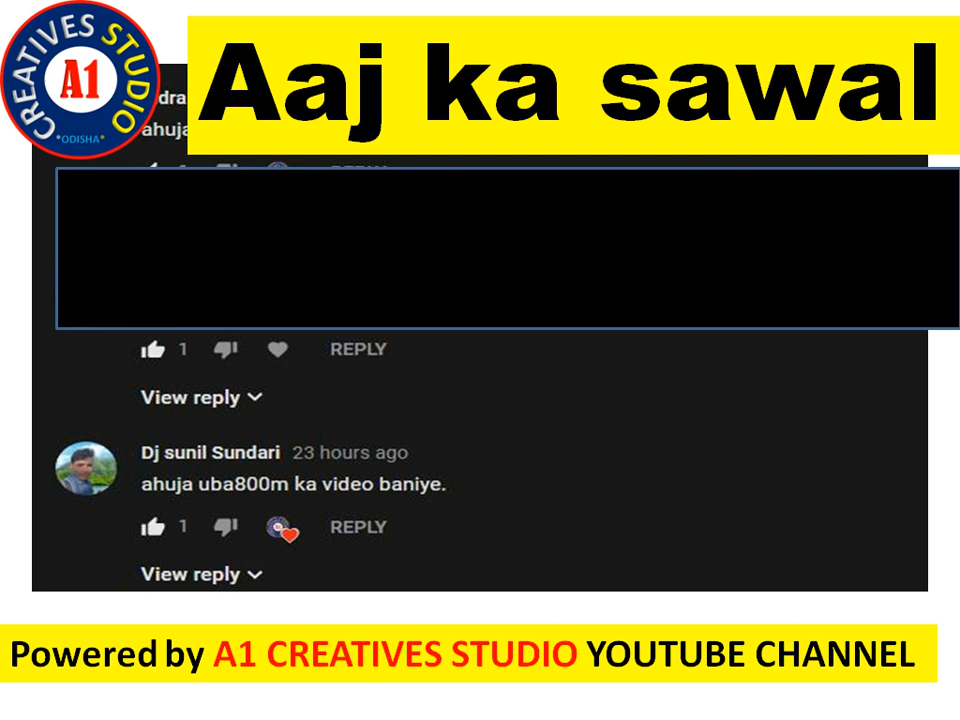 CREATIVES STUDIO
A1
*ODISHA*
Aaj ka sawal
dra
ahuja
1 REPLY
View reply
Dj sunil Sundari 23 hours ago
ahuja uba800m ka video baniye.
1 REPLY
View reply
Powered by A1 CREATIVES STUDIO YOUTUBE CHANNEL